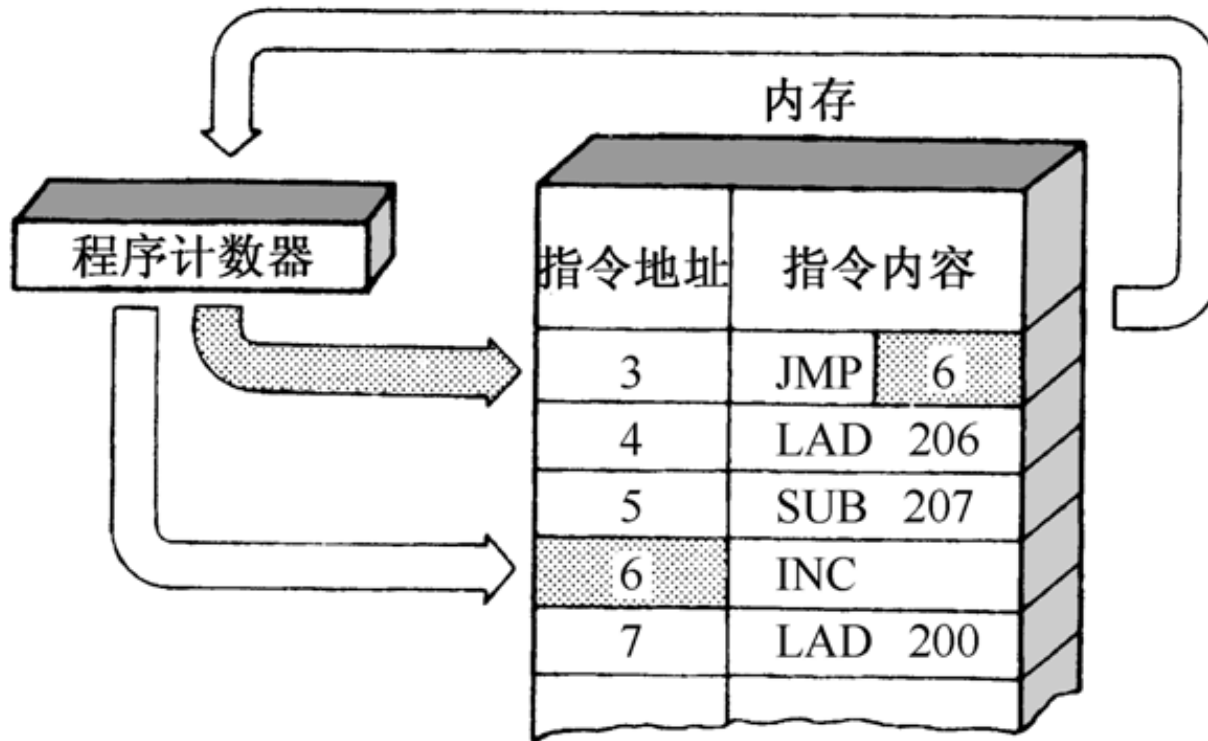 内存
程序计数器
指令地址 指令内容
3 JMP 6
4 LAD 206
5 SUB 207
6 INC
7 LAD 200